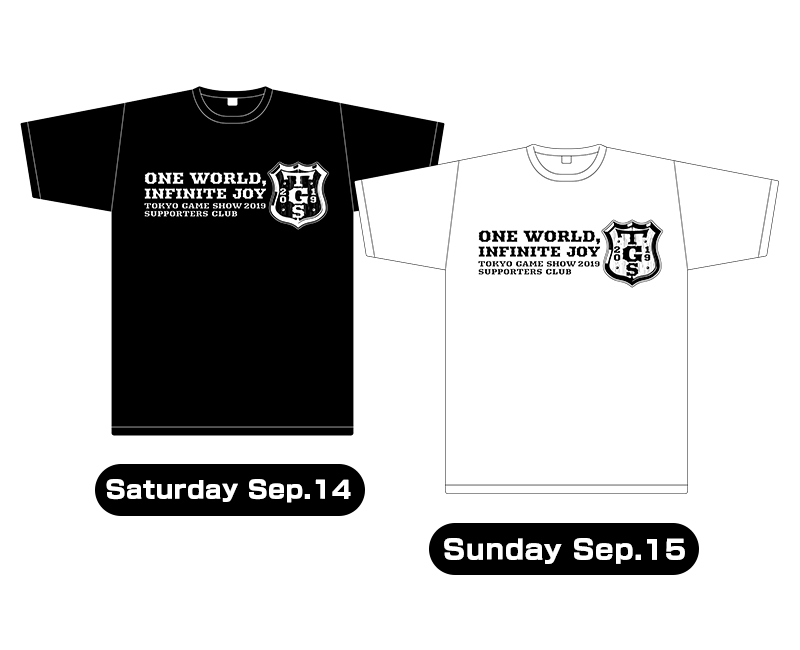 ONE WORLD,
INFINITE JOY
TOKYO GAME SHOW 2019
SUPPORTERS CLUB
TGS
2019
Saturday Sep.14
ONE WORLD,
INFINITE JOY
TOKYO GAME SHOW 2019
SUPPORTERS CLUB
TGS
2019
Sunday Sep.15